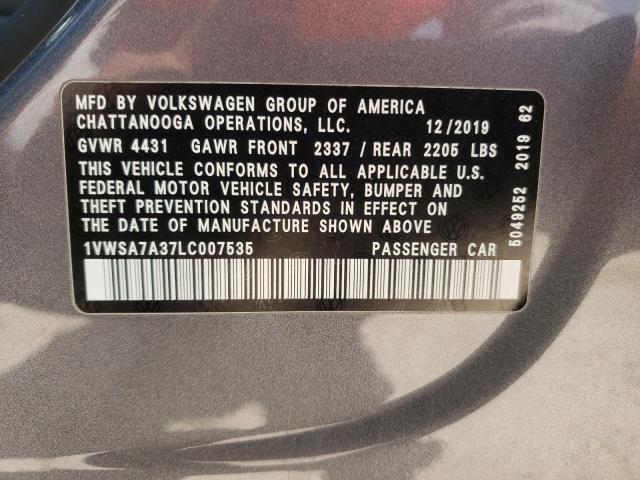 MFD BY VOLKSWAGEN GROUP OF AMERICA
CHATTANOOGA OPERATIONS, LLC. 12/2019
GVWR 4431 GAWR FRONT 2337 / REAR 2205 LBS
THIS VEHICLE CONFORMS TO ALL APPLICABLE U.S.
FEDERAL MOTOR VEHICLE SAFETY, BUMPER AND
THEFT PREVENTION STANDARDS IN EFFECT ON
THE DATE OF MANUFACTURE SHOWN ABOVE
1VWSA7A37LC007535 PASSENGER CAR
5049252 2019 62